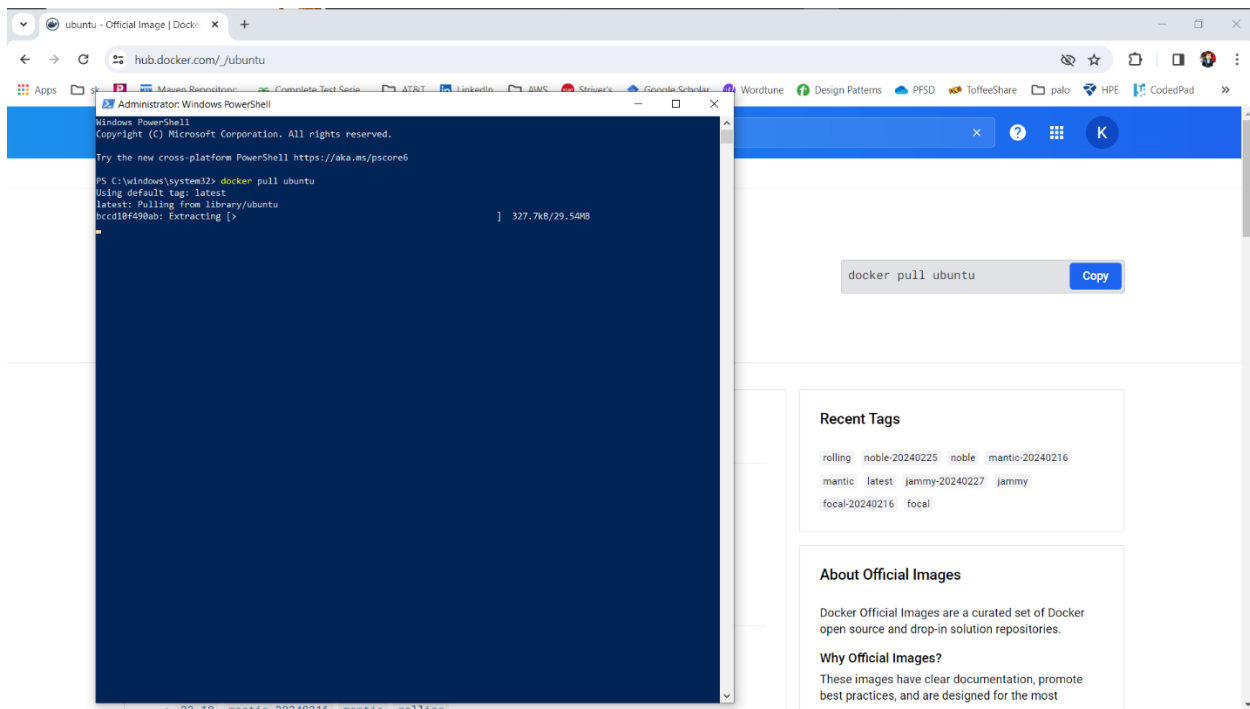 ubuntu - Official Image | Docke
hub.docker.com/_/ubuntu
Apps sk Maven Repository: Complete Test Serie AT&T LinkedIn AWS Striver's Google Scholar Wordtune Design Patterns PFSD ToffeeShare palo HPE CodedPad »
Administrator: Windows PowerShell
Windows PowerShell
Copyright (C) Microsoft Corporation. All rights reserved.
Try the new cross-platform PowerShell https://aka.ms/pscore6
PS C:\windows\system32> docker pull ubuntu
Using default tag: latest
latest: Pulling from library/ubuntu
bccd10f490ab: Extracting [> ] 327.7kB/29.54MB
K
docker pull ubuntu
Copy
Recent Tags
rolling noble-20240225 noble mantic-20240216
mantic latest jammy-20240227 jammy
focal-20240216 focal
About Official Images
Docker Official Images are a curated set of Docker
open source and drop-in solution repositories.
Why Official Images?
These images have clear documentation, promote
best practices, and are designed for the most